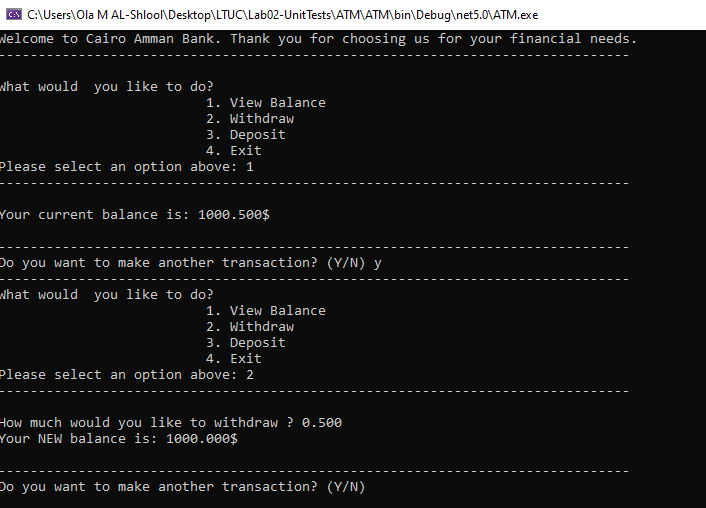 C:\Users\Ola M AL-Shlool\Desktop\LTUC\Lab02-UnitTests\ATM\ATM\bin\Debug\net5.0\ATM.exe
Welcome to Cairo Amman Bank. Thank you for choosing us for your financial needs.
-------------------------------------------------------------------------------
What would  you like to do?
1. View Balance
2. Withdraw
3. Deposit
4. Exit
Please select an option above: 1
-------------------------------------------------------------------------------
Your current balance is: 1000.500$
-------------------------------------------------------------------------------
Do you want to make another transaction? (Y/N) y
-------------------------------------------------------------------------------
What would  you like to do?
1. View Balance
2. Withdraw
3. Deposit
4. Exit
Please select an option above: 2
-------------------------------------------------------------------------------
How much would you like to withdraw ? 0.500
Your NEW balance is: 1000.000$
-------------------------------------------------------------------------------
Do you want to make another transaction? (Y/N)